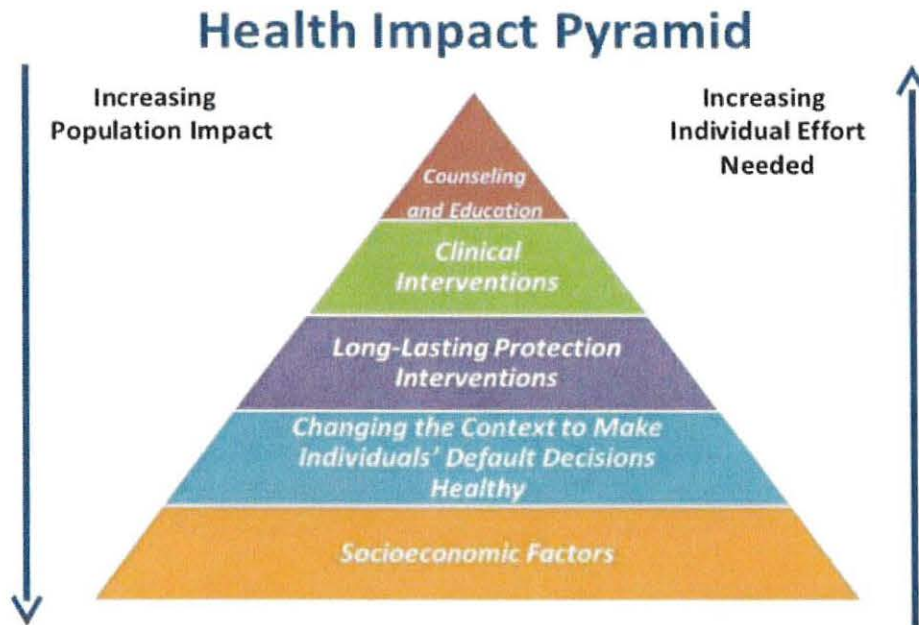 Health Impact Pyramid
Increasing
Population Impact
Increasing
Individual Effort
Needed
Counseling
and Education
Clinical
Interventions
Long-Lasting Protection
Interventions
Changing the Context to Make
Individuals' Default Decisions
Healthy
Socioeconomic Factors